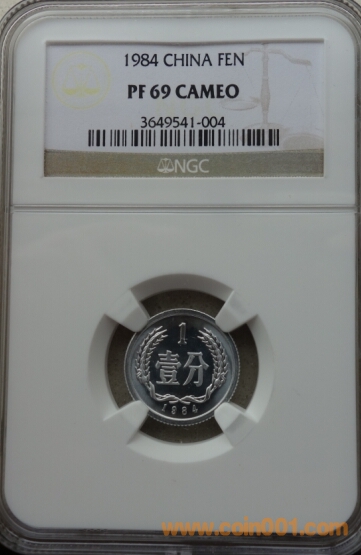 1984 CHINA FEN
PF 69 CAMEO
3649541-004
NGC
1
壹分
1984
www.coin001.com